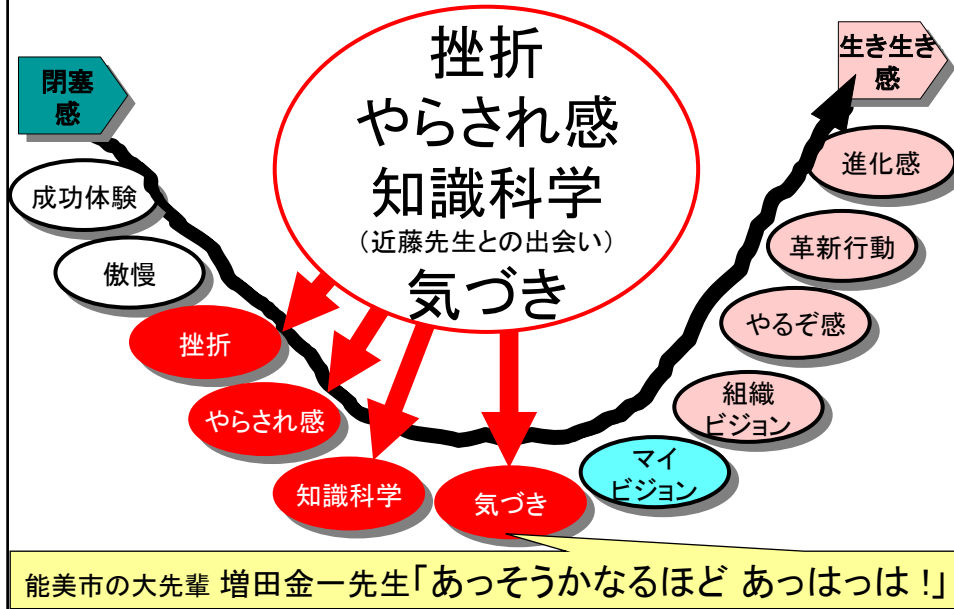 挫折
やらされ感
知識科学
（近藤先生との出会い）
気づき
閉塞
感
成功体験
傲慢
挫折
やらされ感
知識科学
気づき
マイ
ビジョン
組織
ビジョン
やるぞ感
革新行動
進化感
生き生き
感
能美市の大先輩 増田金一先生「あっそうかなるほど あっはっは！」